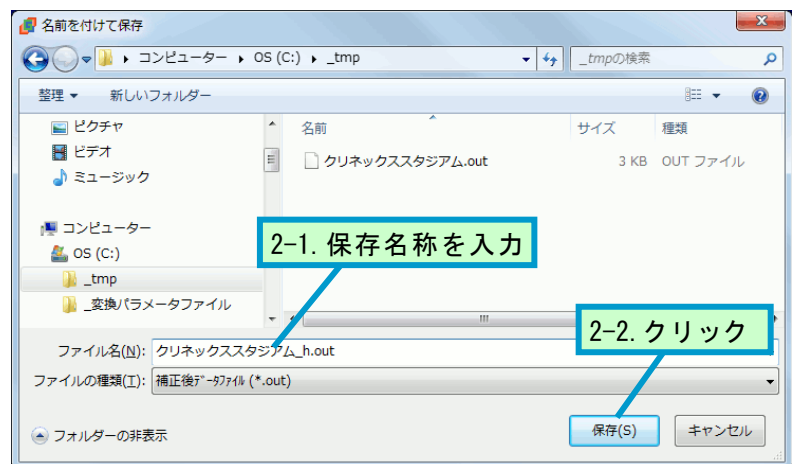 名前を付けて保存
コンピューター ▸ OS (C:) ▸ _tmp
_tmpの検索
整理 ▼ 新しいフォルダー
ピクチャ
ビデオ
ミュージック
コンピューター
OS (C:)
_tmp
_変換パラメータファイル
名前 サイズ 種類
クリネックススタジアム.out 3 KB OUT ファイル
2-1. 保存名称を入力
2-2. クリック
ファイル名(N): クリネックススタジアム_h.out
ファイルの種類(T): 補正後ﾃﾞｰﾀﾌｧｲﾙ (*.out)
フォルダーの非表示
保存(S)
キャンセル